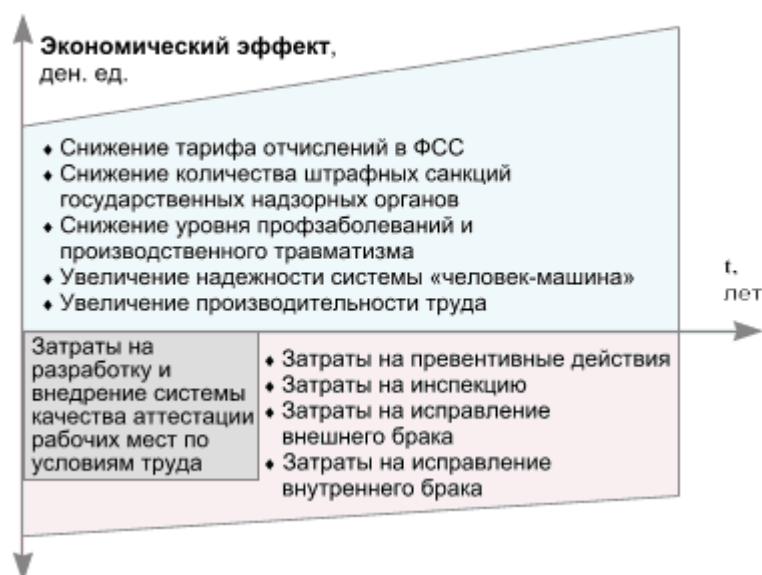 Экономический эффект,
ден. ед.
♦ Снижение тарифа отчислений в ФСС
♦ Снижение количества штрафных санкций
государственных надзорных органов
♦ Снижение уровня профзаболеваний и
производственного травматизма
♦ Увеличение надежности системы «человек-машина»
♦ Увеличение производительности труда
t,
лет
Затраты на
разработку и
внедрение системы
качества аттестации
рабочих мест по
условиям труда
♦ Затраты на превентивные действия
♦ Затраты на инспекцию
♦ Затраты на исправление
внешнего брака
♦ Затраты на исправление
внутреннего брака